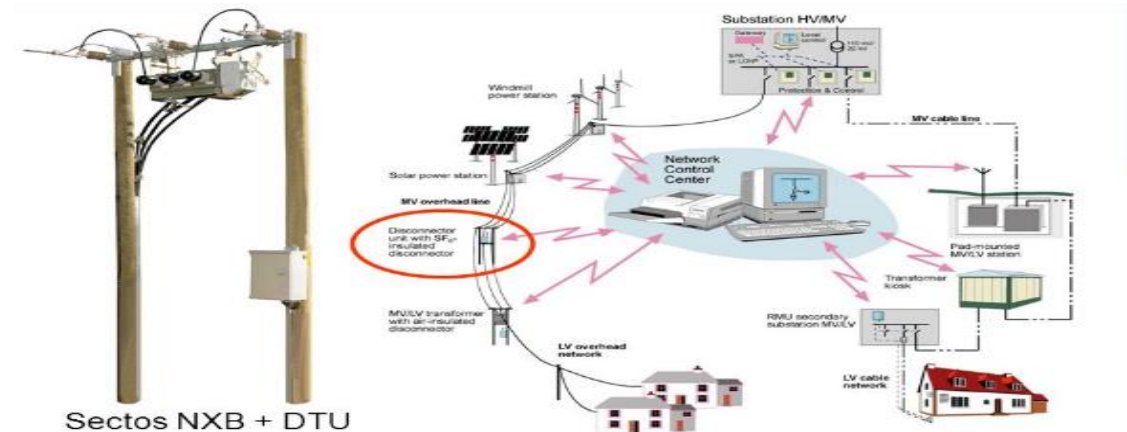 Substation HV/MV
Gateway
Local
control
110 kV/
20 kV
SPA
or LON®
Protection & Control
Windmill
power station
MV cable line
Network
Control
Center
Solar power station
MV overhead line
Disconnector
unit with SF₆-
insulated
disconnector
Pad-mounted
MV/LV station
Transformer
kiosk
MV/LV transformer
with air-insulated
disconnector
RMU secondary
substation MV/LV
LV overhead
network
LV cable
network
Sectos NXB + DTU